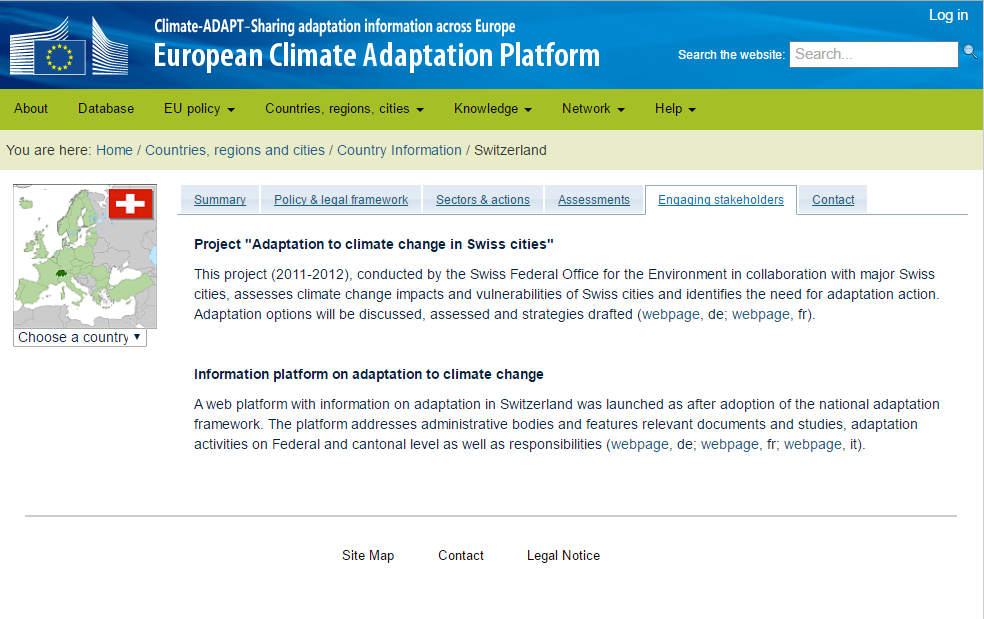 Log in
Climate-ADAPT–Sharing adaptation information across Europe
European Climate Adaptation Platform
Search the website: Search...
About Database EU policy Countries, regions, cities Knowledge Network Help
You are here: Home / Countries, regions and cities / Country Information / Switzerland
Summary Policy & legal framework Sectors & actions Assessments Engaging stakeholders Contact
Choose a country
Project "Adaptation to climate change in Swiss cities"
This project (2011-2012), conducted by the Swiss Federal Office for the Environment in collaboration with major Swiss
cities, assesses climate change impacts and vulnerabilities of Swiss cities and identifies the need for adaptation action.
Adaptation options will be discussed, assessed and strategies drafted (webpage, de; webpage, fr).
Information platform on adaptation to climate change
A web platform with information on adaptation in Switzerland was launched as after adoption of the national adaptation
framework. The platform addresses administrative bodies and features relevant documents and studies, adaptation
activities on Federal and cantonal level as well as responsibilities (webpage, de; webpage, fr; webpage, it).
Site Map Contact Legal Notice